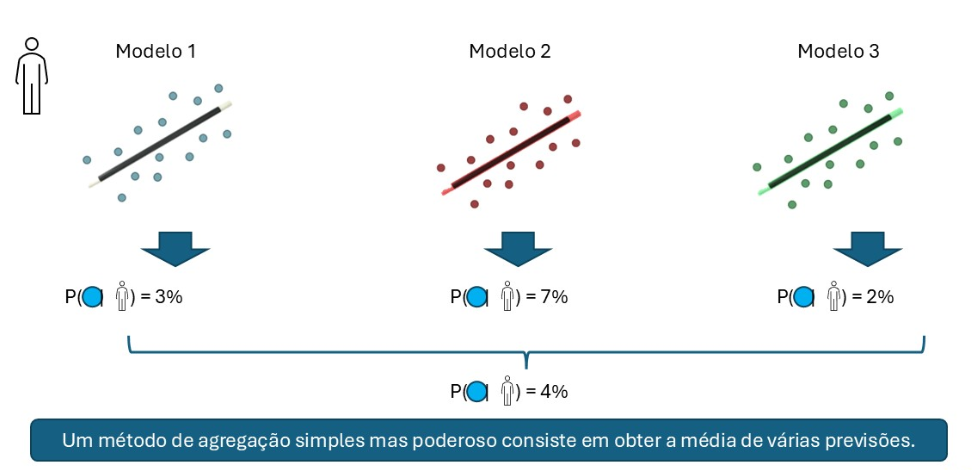 Modelo 1 Modelo 2 Modelo 3
P( | ) = 3% P( | ) = 7% P( | ) = 2%
P( | ) = 4%
Um método de agregação simples mas poderoso consiste em obter a média de várias previsões.